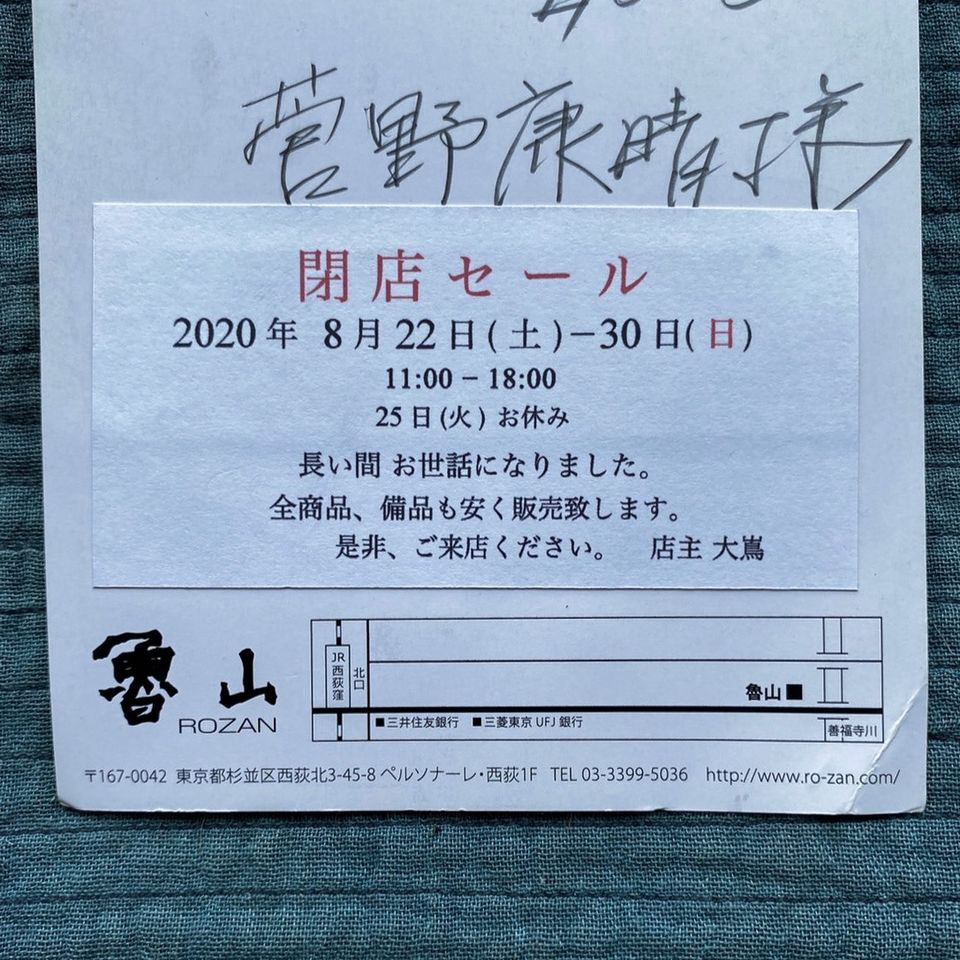 菅野康晴様
閉店セール
2020年 8月22日(土)−30日(日)
11:00 − 18:00
25日(火) お休み
長い間 お世話になりました。
全商品、備品も安く販売致します。
是非、ご来店ください。 店主 大嶌
魯山
ROZAN
JR西荻窪
北口
魯山■
■三井住友銀行 ■三菱東京UFJ銀行
善福寺川
〒167-0042 東京都杉並区西荻北3-45-8 ペルソナーレ・西荻1F TEL 03-3399-5036 http://www.ro-zan.com/